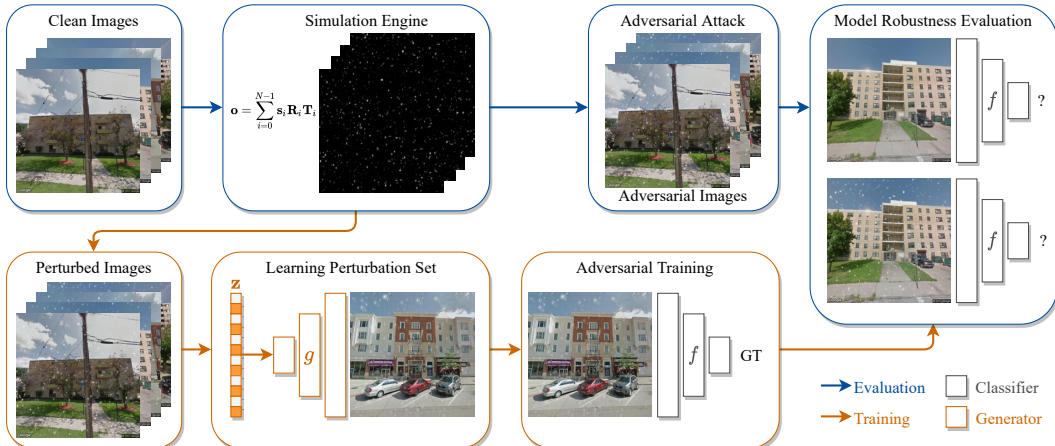 Clean Images
Simulation Engine
Adversarial Attack
Model Robustness Evaluation
o = \sum_{i=0}^{N-1} s_i R_i T_i
Adversarial Images
f
?
f
?
Perturbed Images
Learning Perturbation Set
Adversarial Training
z
g
f
GT
Evaluation
Classifier
Training
Generator